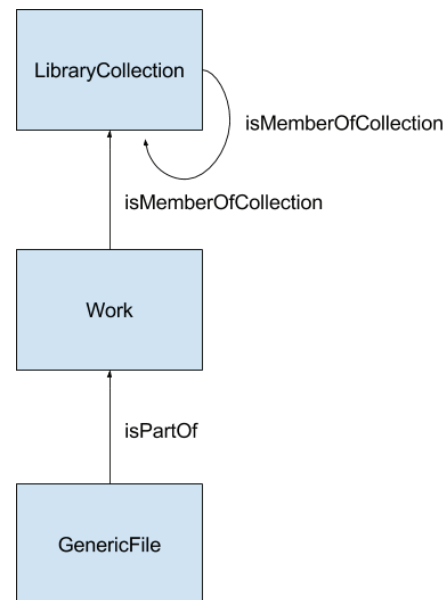 LibraryCollection
isMemberOfCollection
isMemberOfCollection
Work
isPartOf
GenericFile